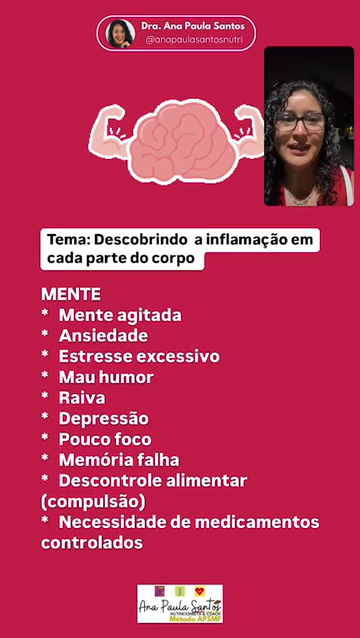 Dra. Ana Paula Santos
@anapaulasantosnutri
Tema: Descobrindo a inflamação em
cada parte do corpo
MENTE
* Mente agitada
* Ansiedade
* Estresse excessivo
* Mau humor
* Raiva
* Depressão
* Pouco foco
* Memória falha
* Descontrole alimentar
(compulsão)
* Necessidade de medicamentos
controlados
Ana Paula Santos
NUTRICIONISTA & COACH
Método APSMF